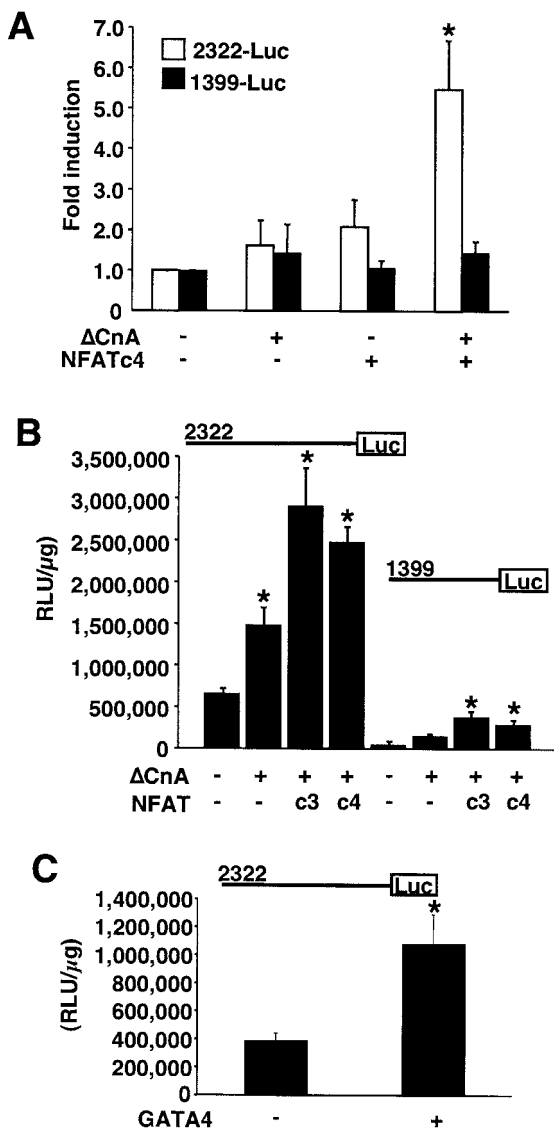 A
7.0
6.0
5.0
4.0
3.0
2.0
1.0
0
Fold induction
2322-Luc
1399-Luc
*
ΔCnA - + - +
NFATc4 - - + +
B
2322 Luc
3,500,000
3,000,000
2,500,000
2,000,000
1,500,000
1,000,000
500,000
0
RLU/µg
* * *
1399 Luc
* *
ΔCnA - + + + - + + +
NFAT - - c3 c4 - - c3 c4
C
2322 Luc
1,400,000
1,200,000
1,000,000
800,000
600,000
400,000
200,000
0
(RLU/µg)
*
GATA4 - +